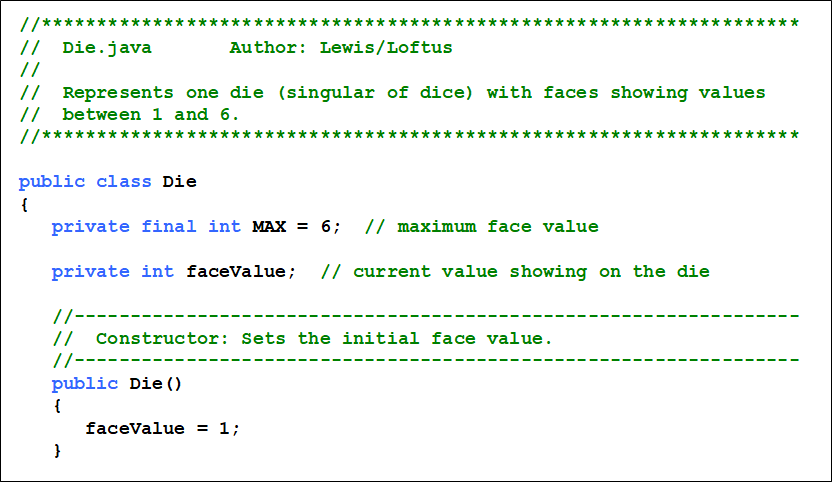 //********************************************************************
//  Die.java       Author: Lewis/Loftus
//
//  Represents one die (singular of dice) with faces showing values
//  between 1 and 6.
//********************************************************************

public class Die
{
   private final int MAX = 6;  // maximum face value

   private int faceValue;  // current value showing on the die

   //-----------------------------------------------------------------
   //  Constructor: Sets the initial face value.
   //-----------------------------------------------------------------
   public Die()
   {
      faceValue = 1;
   }